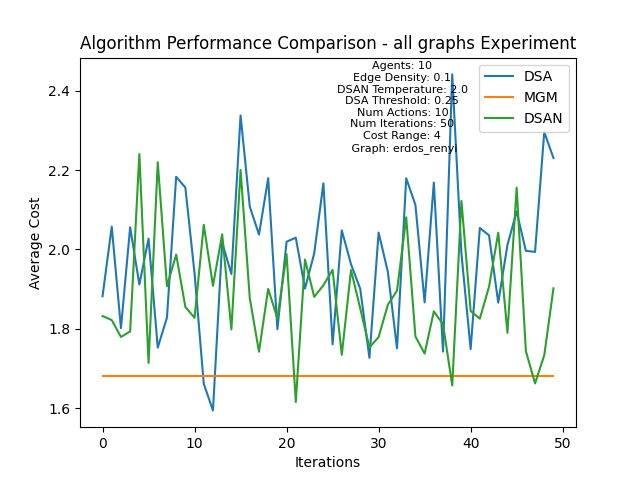 Algorithm Performance Comparison - all graphs Experiment
Agents: 10
Edge Density: 0.1
DSAN Temperature: 2.0
DSA Threshold: 0.25
Num Actions: 10
Num Iterations: 50
Cost Range: 4
Graph: erdos_renyi
DSA
MGM
DSAN
Average Cost
2.4
2.2
2.0
1.8
1.6
0
10
20
30
40
50
Iterations